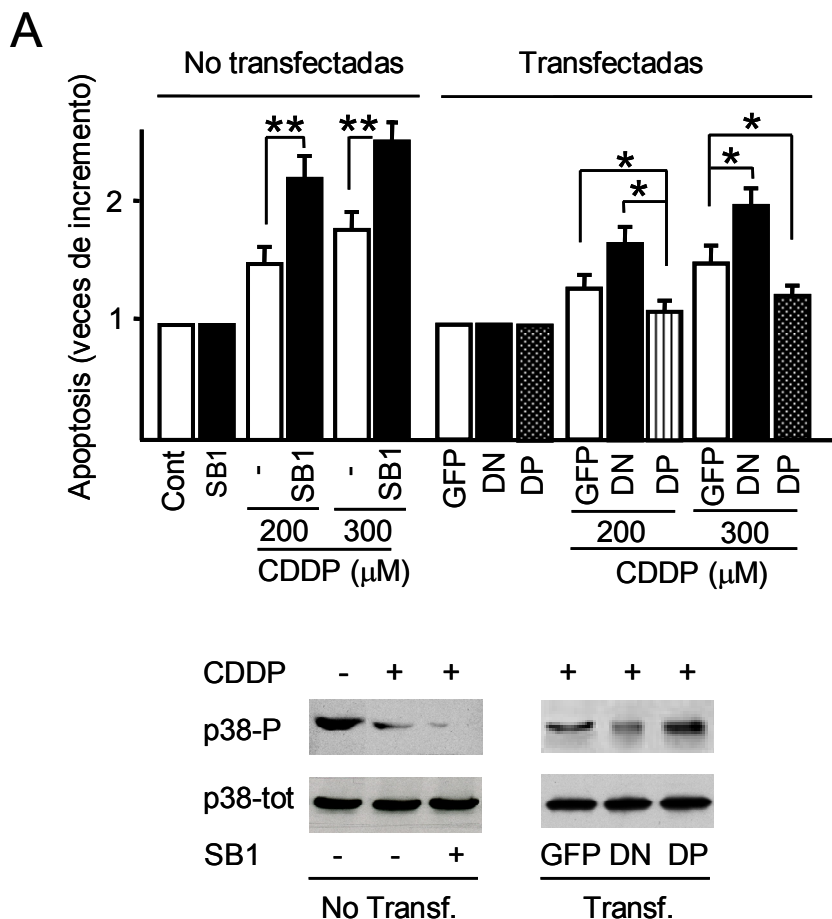 A
No transfectadas Transfectadas
Apoptosis (veces de incremento)
** ** * * * *
2
1
Cont SB1 - SB1 - SB1 GFP DN DP GFP DN DP GFP DN DP
200 300 200 300
CDDP (µM) CDDP (µM)
CDDP - + + + + +
p38-P
p38-tot
SB1 - - + GFP DN DP
No Transf. Transf.